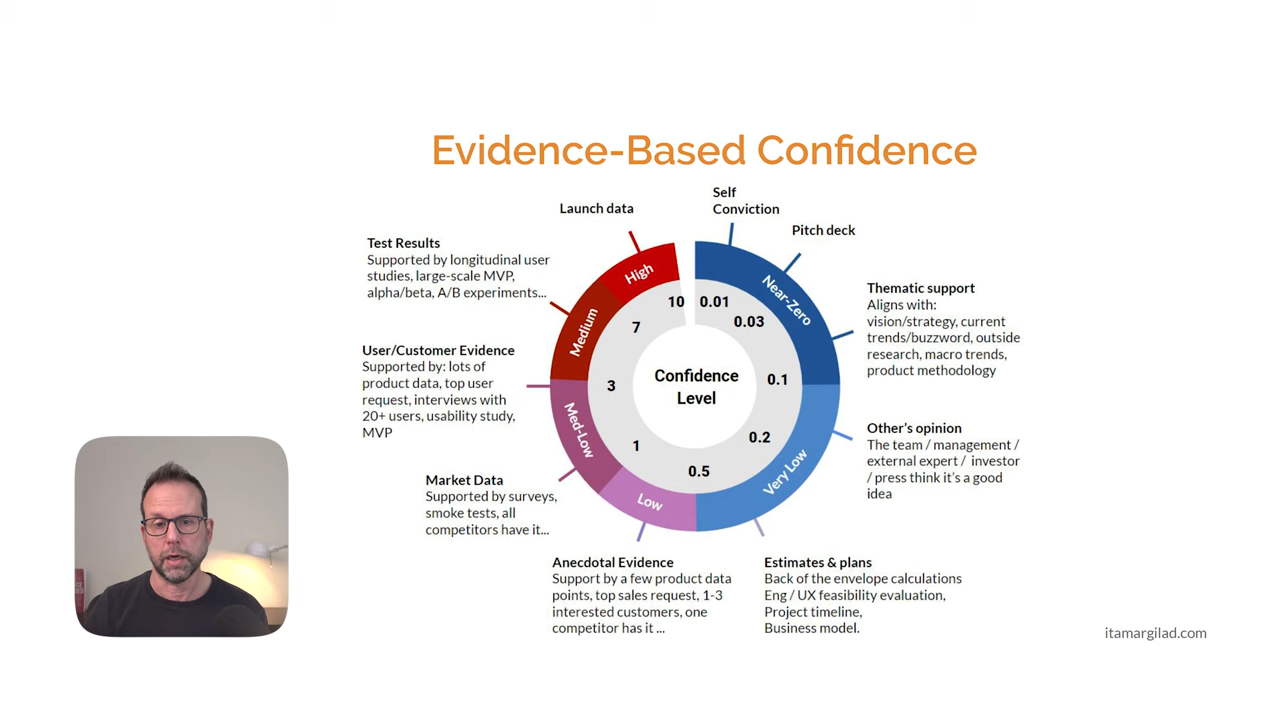 Evidence-Based Confidence
Self
Conviction
Launch data
Pitch deck
Test Results
Supported by longitudinal user
studies, large-scale MVP,
alpha/beta, A/B experiments...
High
Near-Zero
Thematic support
Aligns with:
vision/strategy, current
trends/buzzword, outside
research, macro trends,
product methodology
10
0.01
0.03
7
Medium
User/Customer Evidence
Supported by: lots of
product data, top user
request, interviews with
20+ users, usability study,
MVP
3
Confidence
Level
0.1
Med-Low
Other's opinion
The team / management /
external expert / investor
/ press think it's a good
idea
1
0.2
0.5
Very Low
Market Data
Supported by surveys,
smoke tests, all
competitors have it...
Low
Anecdotal Evidence
Support by a few product data
points, top sales request, 1-3
interested customers, one
competitor has it ...
Estimates & plans
Back of the envelope calculations
Eng / UX feasibility evaluation,
Project timeline,
Business model.
itamargilad.com